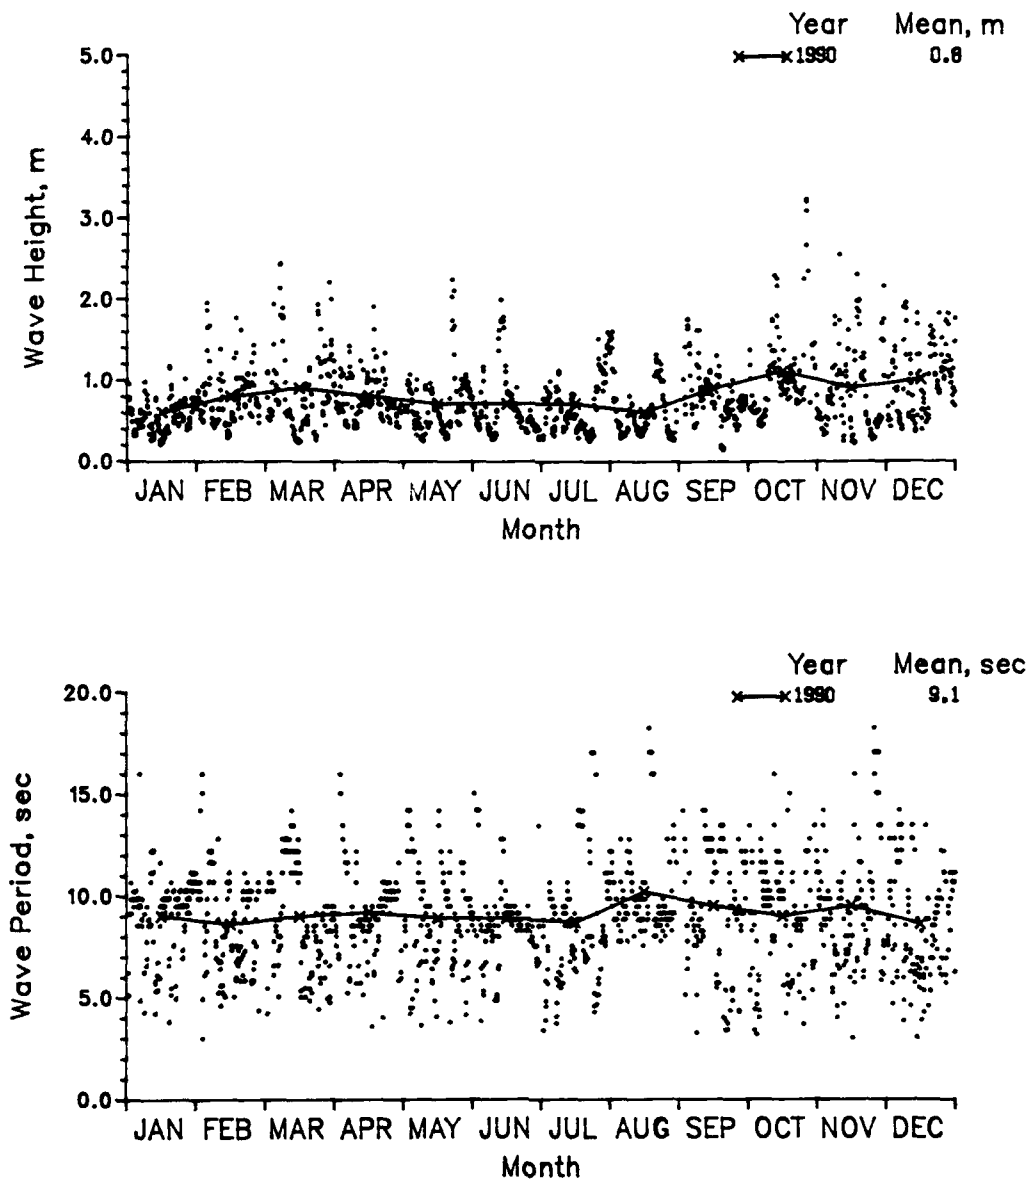 Year Mean, m
1990 0.8
5.0
4.0
3.0
2.0
1.0
0.0
Wave Height, m
JAN FEB MAR APR MAY JUN JUL AUG SEP OCT NOV DEC
Month
Year Mean, sec
1990 9.1
20.0
15.0
10.0
5.0
0.0
Wave Period, sec
JAN FEB MAR APR MAY JUN JUL AUG SEP OCT NOV DEC
Month